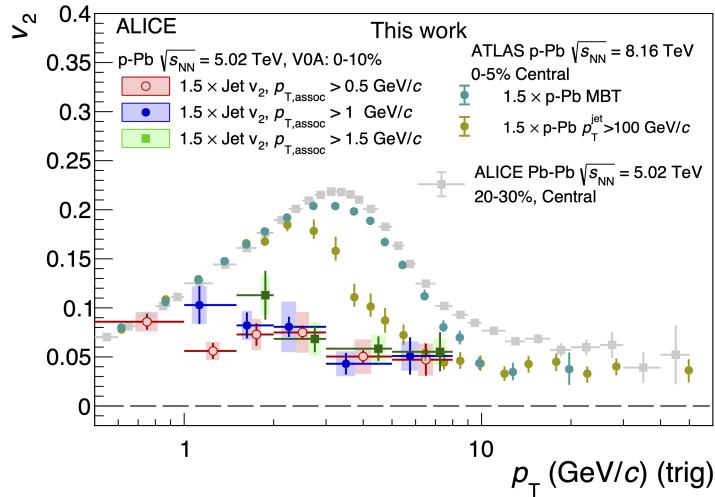 v₂
0.4
0.35
0.3
0.25
0.2
0.15
0.1
0.05
0
ALICE
This work
p-Pb √sNN = 5.02 TeV, V0A: 0-10%
1.5 × Jet v₂, pT,assoc > 0.5 GeV/c
1.5 × Jet v₂, pT,assoc > 1 GeV/c
1.5 × Jet v₂, pT,assoc > 1.5 GeV/c
ATLAS p-Pb √sNN = 8.16 TeV
0-5% Central
1.5 × p-Pb MBT
1.5 × p-Pb pTjet>100 GeV/c
ALICE Pb-Pb √sNN = 5.02 TeV
20-30%, Central
1
10
pT (GeV/c) (trig)